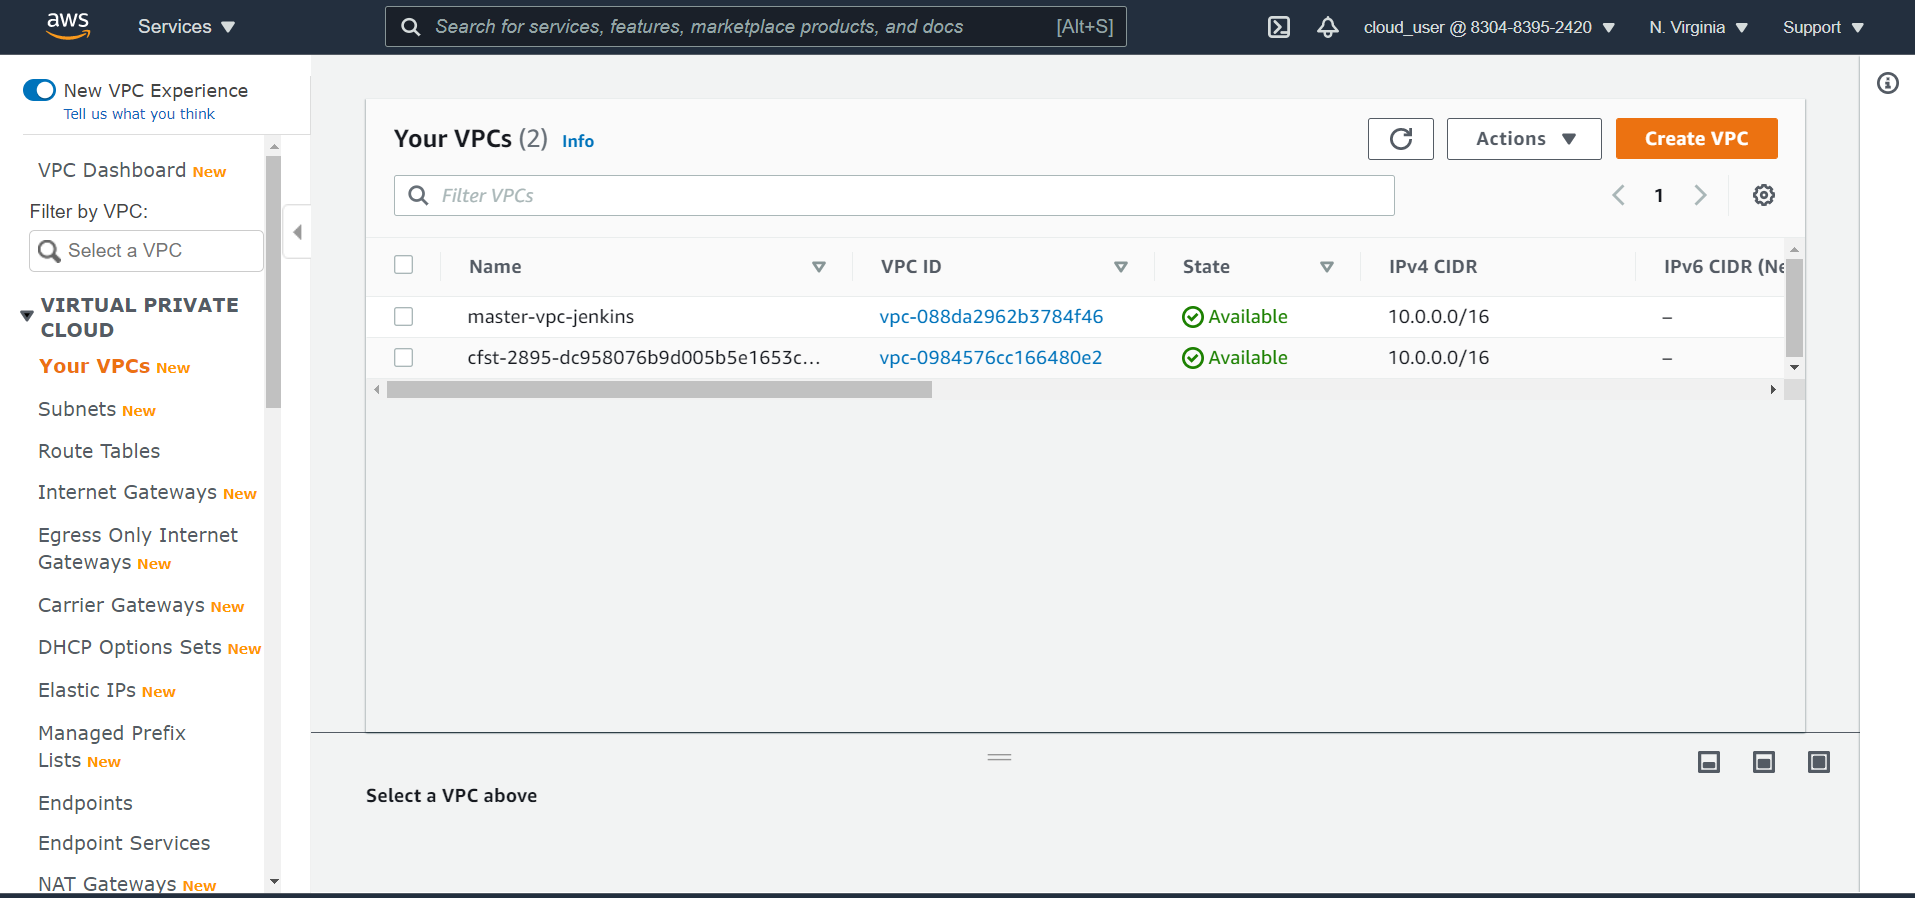 aws Services Search for services, features, marketplace products, and docs [Alt+S] cloud_user @ 8304-8395-2420 N. Virginia Support
New VPC Experience
Tell us what you think
VPC Dashboard New
Filter by VPC:
Select a VPC
VIRTUAL PRIVATE
CLOUD
Your VPCs New
Subnets New
Route Tables
Internet Gateways New
Egress Only Internet
Gateways New
Carrier Gateways New
DHCP Options Sets New
Elastic IPs New
Managed Prefix
Lists New
Endpoints
Endpoint Services
NAT Gateways New
Your VPCs (2) Info
Actions Create VPC
Filter VPCs
1
Name VPC ID State IPv4 CIDR IPv6 CIDR (Ne
master-vpc-jenkins vpc-088da2962b3784f46 Available 10.0.0.0/16 –
cfst-2895-dc958076b9d005b5e1653c... vpc-0984576cc166480e2 Available 10.0.0.0/16 –
Select a VPC above